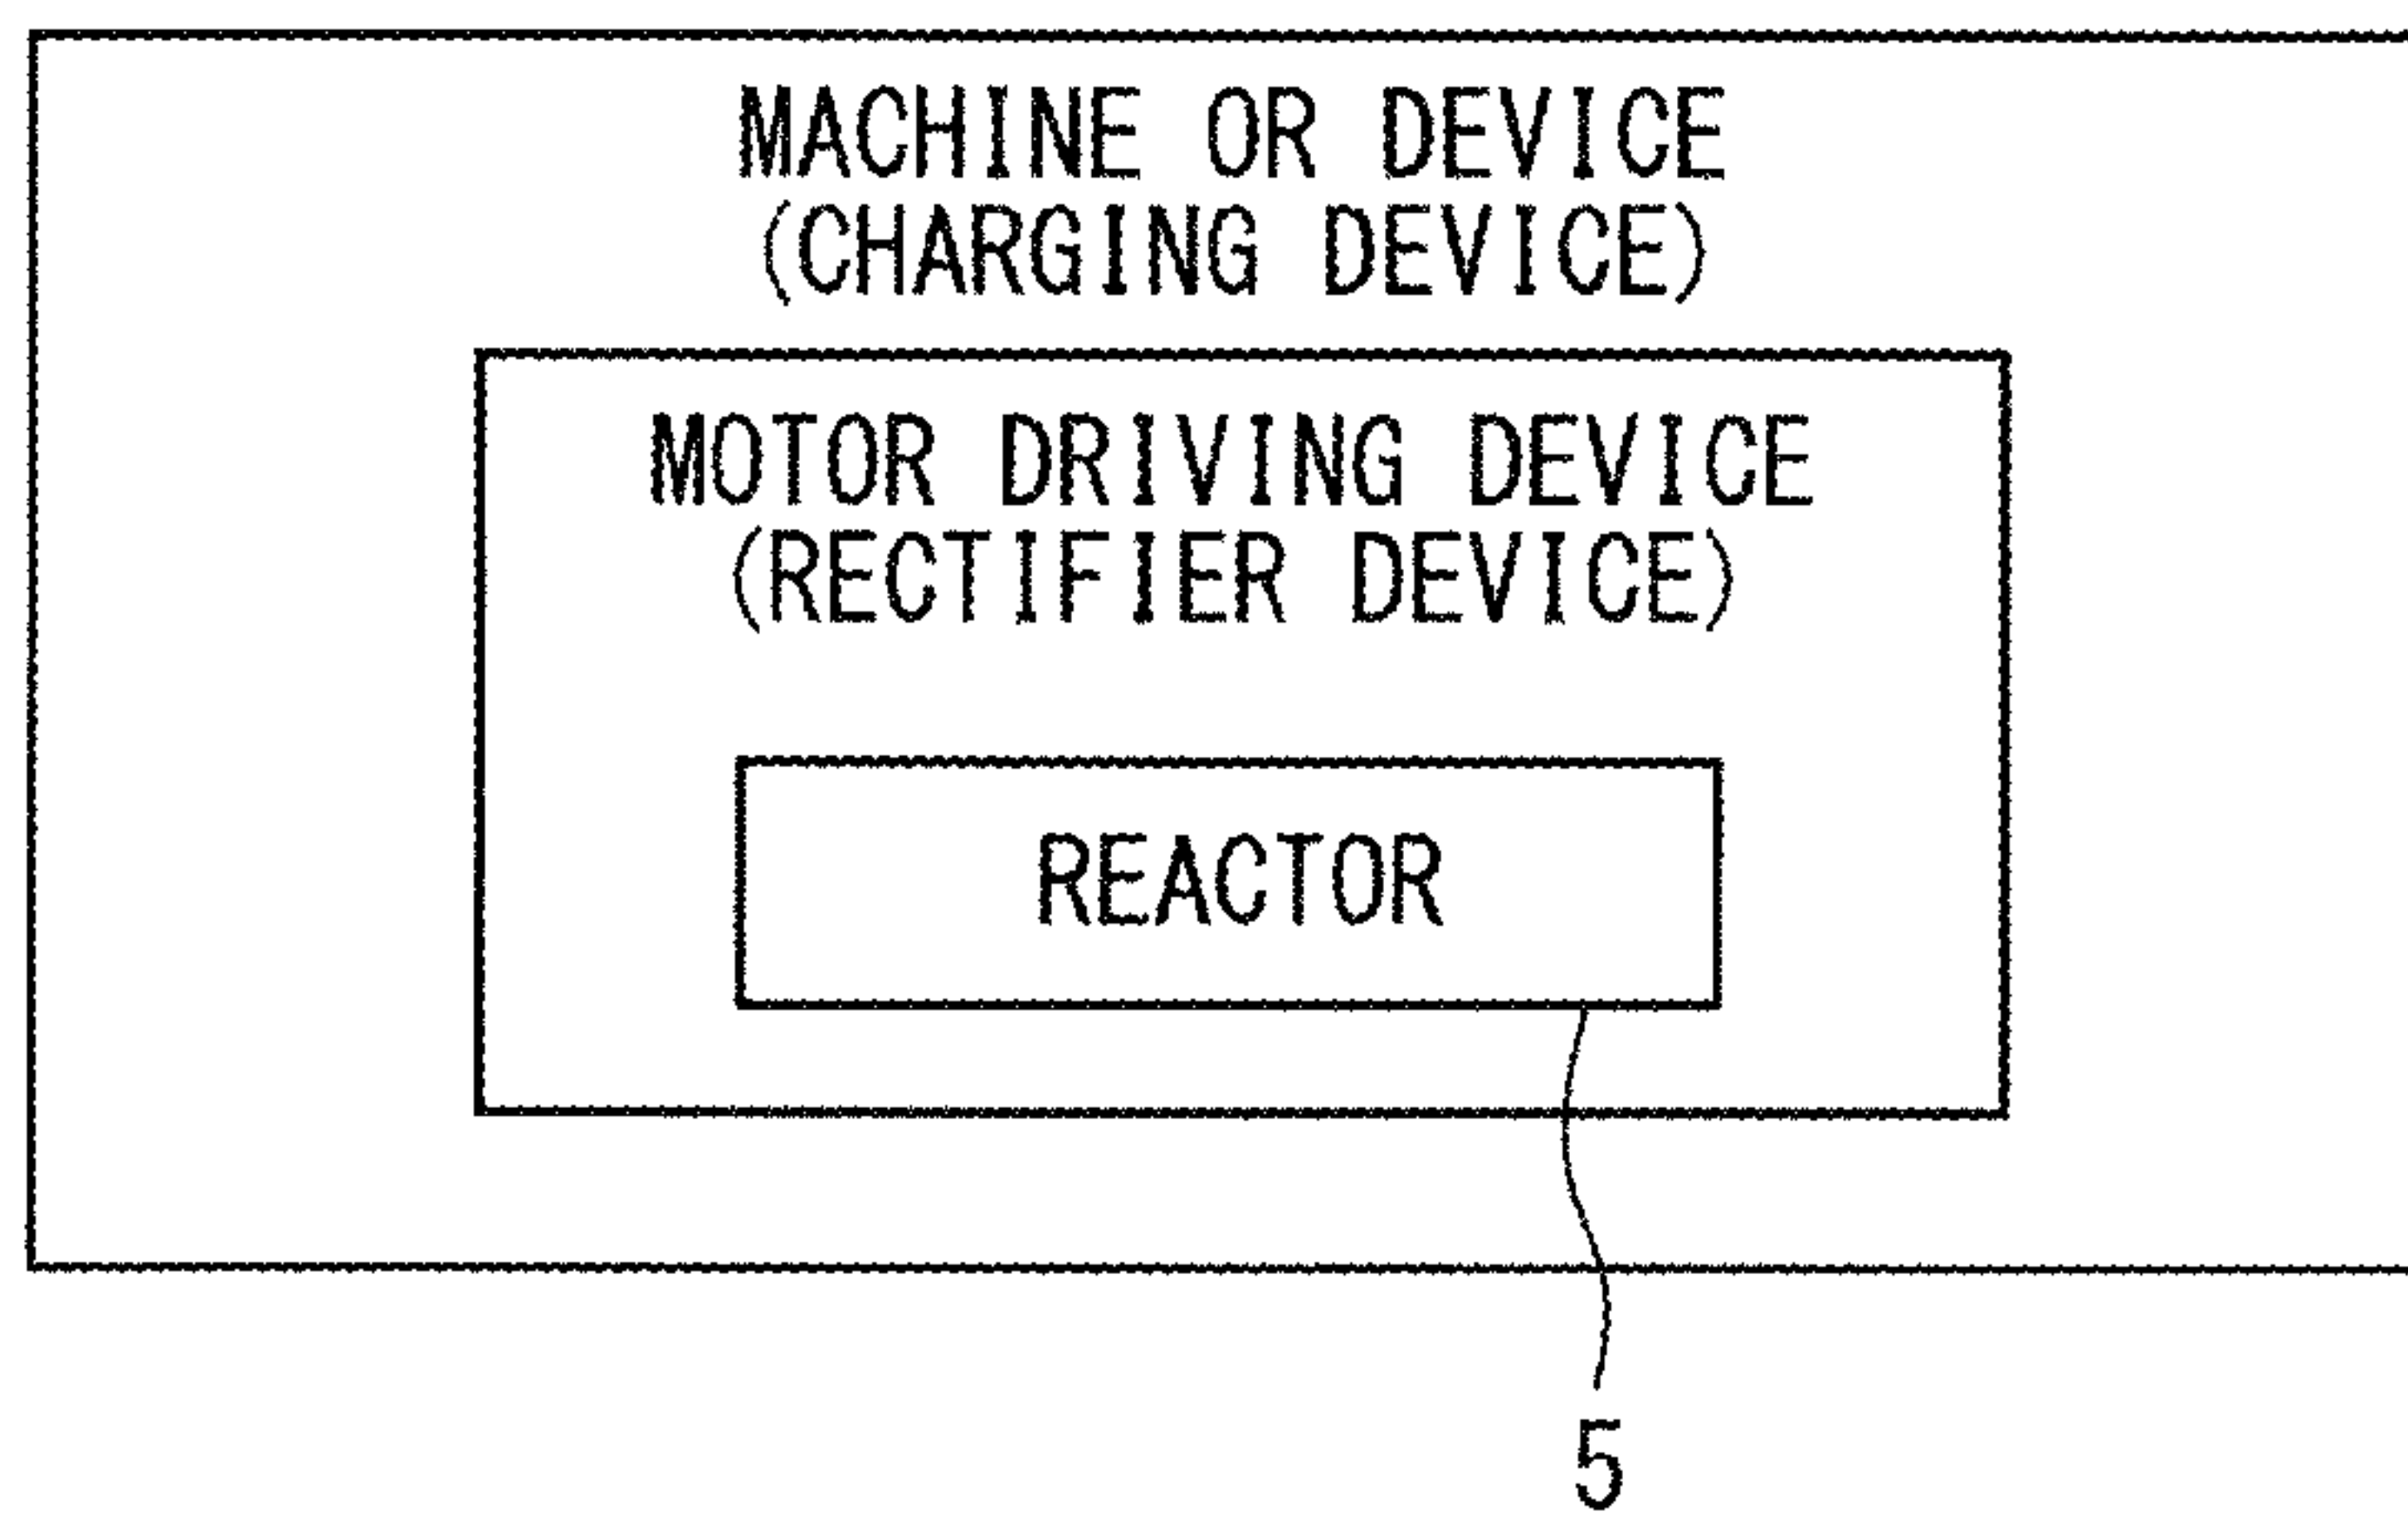 MACHINE OR DEVICE
(CHARGING DEVICE)
MOTOR DRIVING DEVICE
(RECTIFIER DEVICE)
REACTOR
5